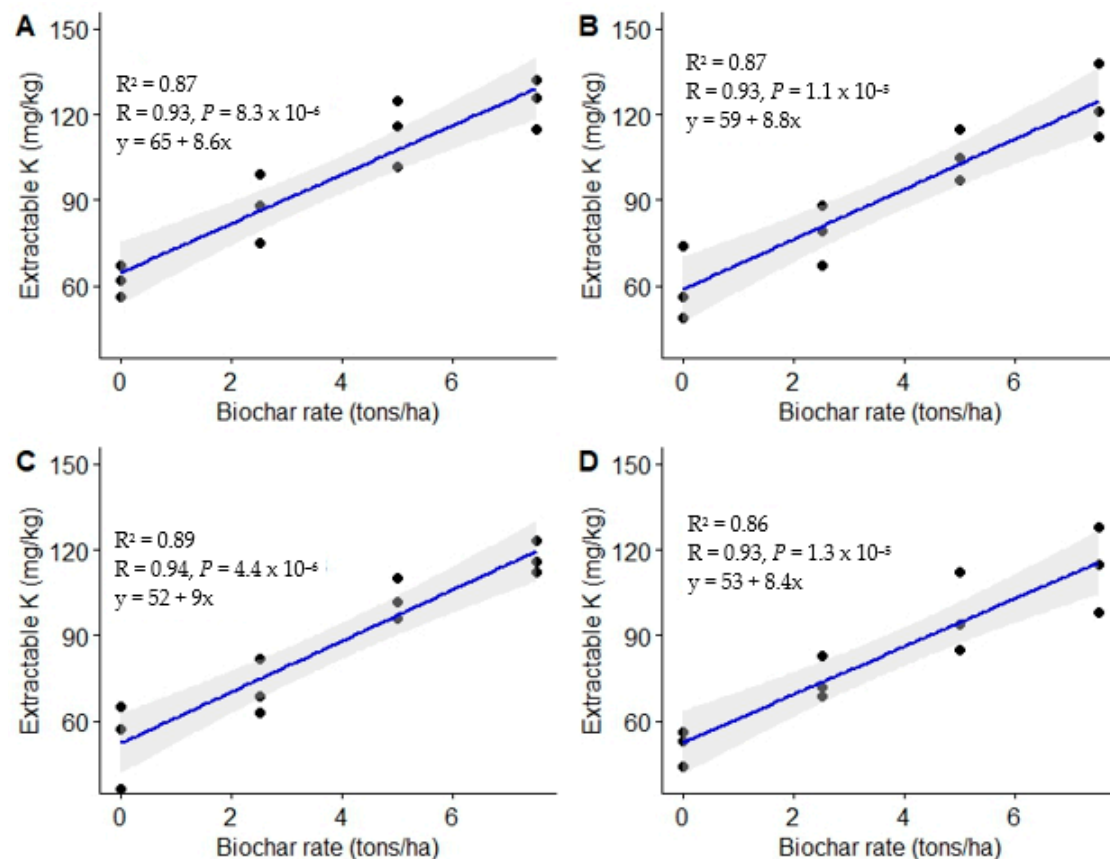 A
150
120
90
60
Extractable K (mg/kg)
R² = 0.87
R = 0.93, P = 8.3 x 10⁻⁶
y = 65 + 8.6x
0 2 4 6
Biochar rate (tons/ha)
B
150
120
90
60
Extractable K (mg/kg)
R² = 0.87
R = 0.93, P = 1.1 x 10⁻⁵
y = 59 + 8.8x
0 2 4 6
Biochar rate (tons/ha)
C
150
120
90
60
Extractable K (mg/kg)
R² = 0.89
R = 0.94, P = 4.4 x 10⁻⁶
y = 52 + 9x
0 2 4 6
Biochar rate (tons/ha)
D
150
120
90
60
Extractable K (mg/kg)
R² = 0.86
R = 0.93, P = 1.3 x 10⁻⁵
y = 53 + 8.4x
0 2 4 6
Biochar rate (tons/ha)